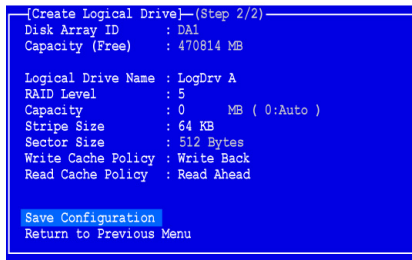 [Create Logical Drive]—(Step 2/2)
Disk Array ID : DA1
Capacity (Free) : 470814 MB
Logical Drive Name : LogDrv A
RAID Level : 5
Capacity : 0 MB ( 0:Auto )
Stripe Size : 64 KB
Sector Size : 512 Bytes
Write Cache Policy : Write Back
Read Cache Policy : Read Ahead
Save Configuration
Return to Previous Menu